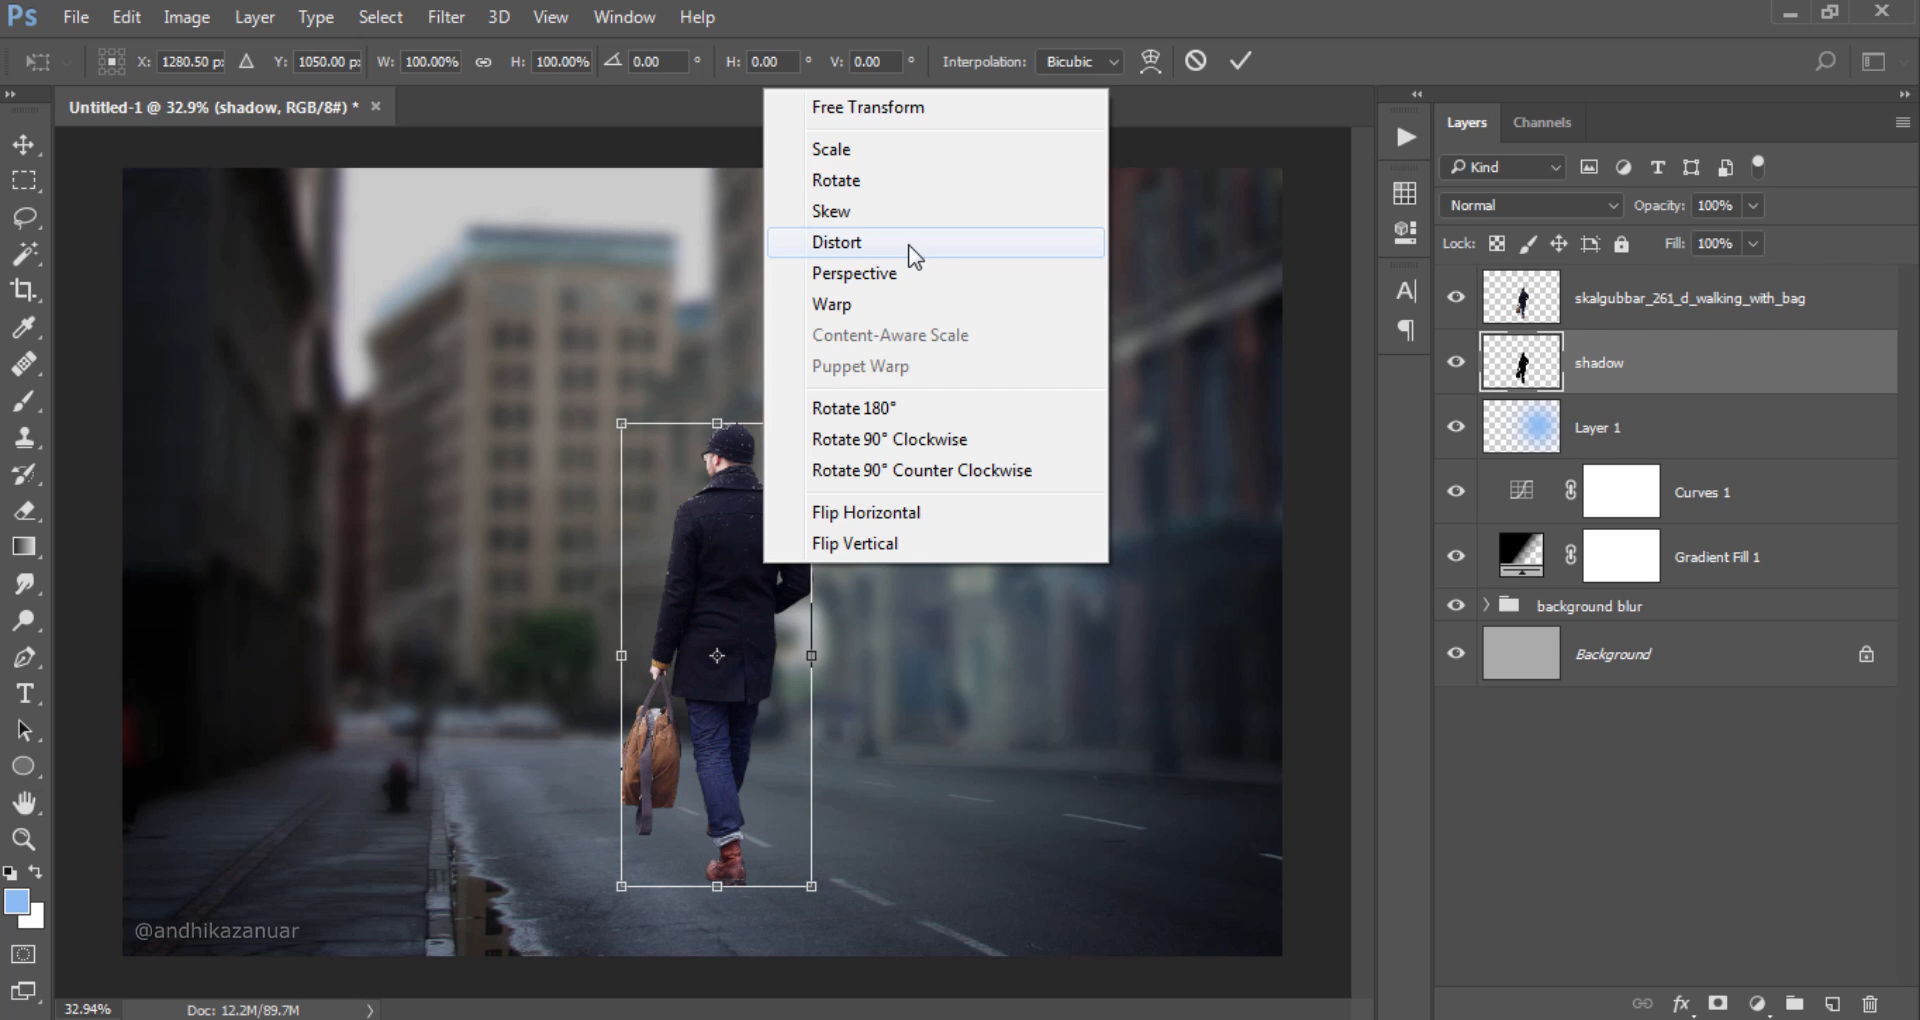 Ps File Edit Image Layer Type Select Filter 3D View Window Help
X: 1280.50 p Y: 1050.00 p W: 100.00% H: 100.00% 0.00 ° H: 0.00 ° V: 0.00 ° Interpolation: Bicubic
Untitled-1 @ 32.9% (shadow, RGB/8#) * ×
Free Transform
Scale
Rotate
Skew
Distort
Perspective
Warp
Content-Aware Scale
Puppet Warp
Rotate 180°
Rotate 90° Clockwise
Rotate 90° Counter Clockwise
Flip Horizontal
Flip Vertical
Layers Channels
Kind
Normal Opacity: 100%
Lock: Fill: 100%
skalgubbar_261_d_walking_with_bag
shadow
Layer 1
Curves 1
Gradient Fill 1
background blur
Background
@andhikazanuar
32.94% Doc: 12.2M/89.7M